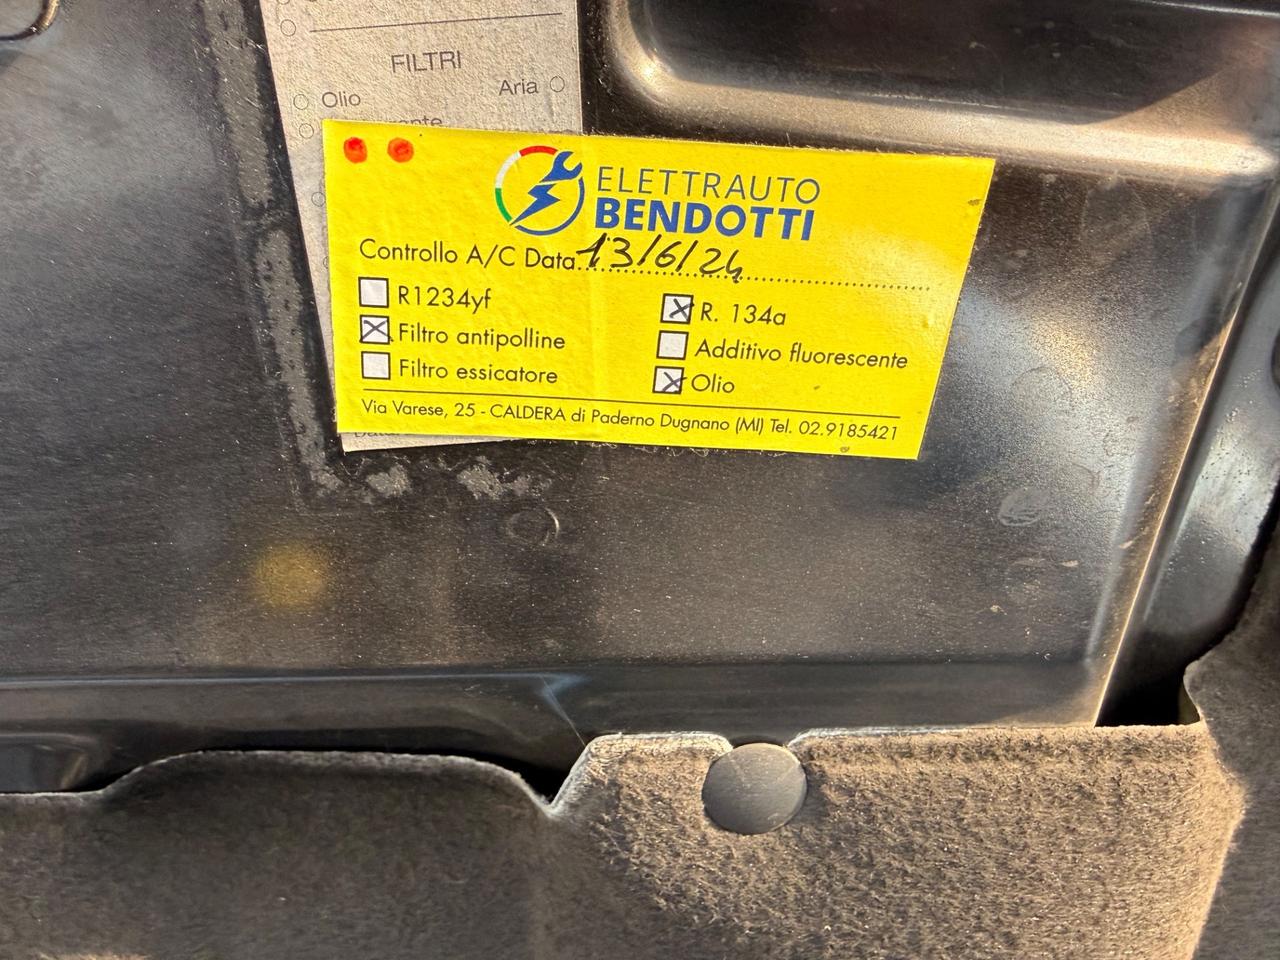 FILTRI
Olio
Aria
ELETTRAUTO
BENDOTTI
Controllo A/C Data 13/6/24
R1234yf
R. 134a
Filtro antipolline
Additivo fluorescente
Filtro essicatore
Olio
Via Varese, 25 - CALDERA di Paderno Dugnano (MI) Tel. 02.9185421